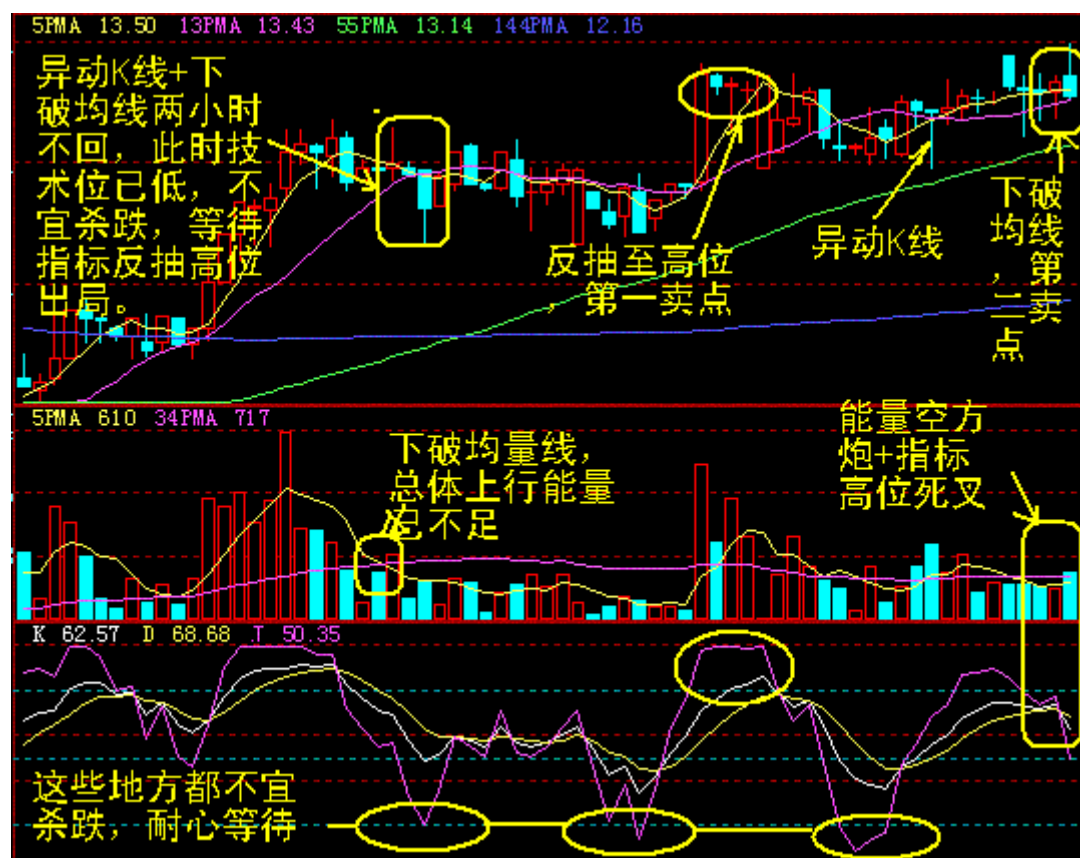 5PMA 13.50 13PMA 13.43 55PMA 13.14 144PMA 12.16
异动K线+下
破均线两小时
不回，此时技
术位已低，不
宜杀跌，等待
指标反抽高位
出局。
反抽至高位
，第一卖点
异动K线
下破
均线
，第
二卖
点
5PMA 610 34PMA 717
下破均量线，
总体上行能量
已不足
能量空方
炮+指标
高位死叉
K 62.57 D 68.68 J 50.35
这些地方都不宜
杀跌，耐心等待